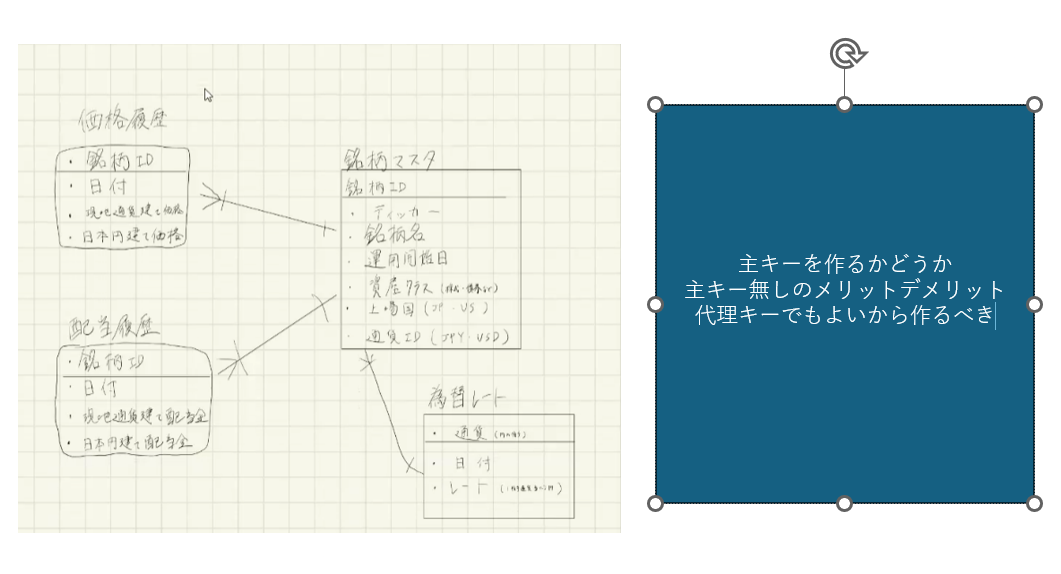 価格履歴
・銘柄ID
・日付
・現地通貨建て価格
・日本円建て価格
配当履歴
・銘柄ID
・日付
・現地通貨建て配当金
・日本円建て配当金
銘柄マスタ
銘柄ID
・ティッカー
・銘柄名
・運用開始日
・資産クラス
・上場国(JP・US)
・通貨ID(JPY・USD)
為替レート
・通貨
・日付
・レート
主キーを作るかどうか
主キー無しのメリットデメリット
代理キーでもよいから作るべき